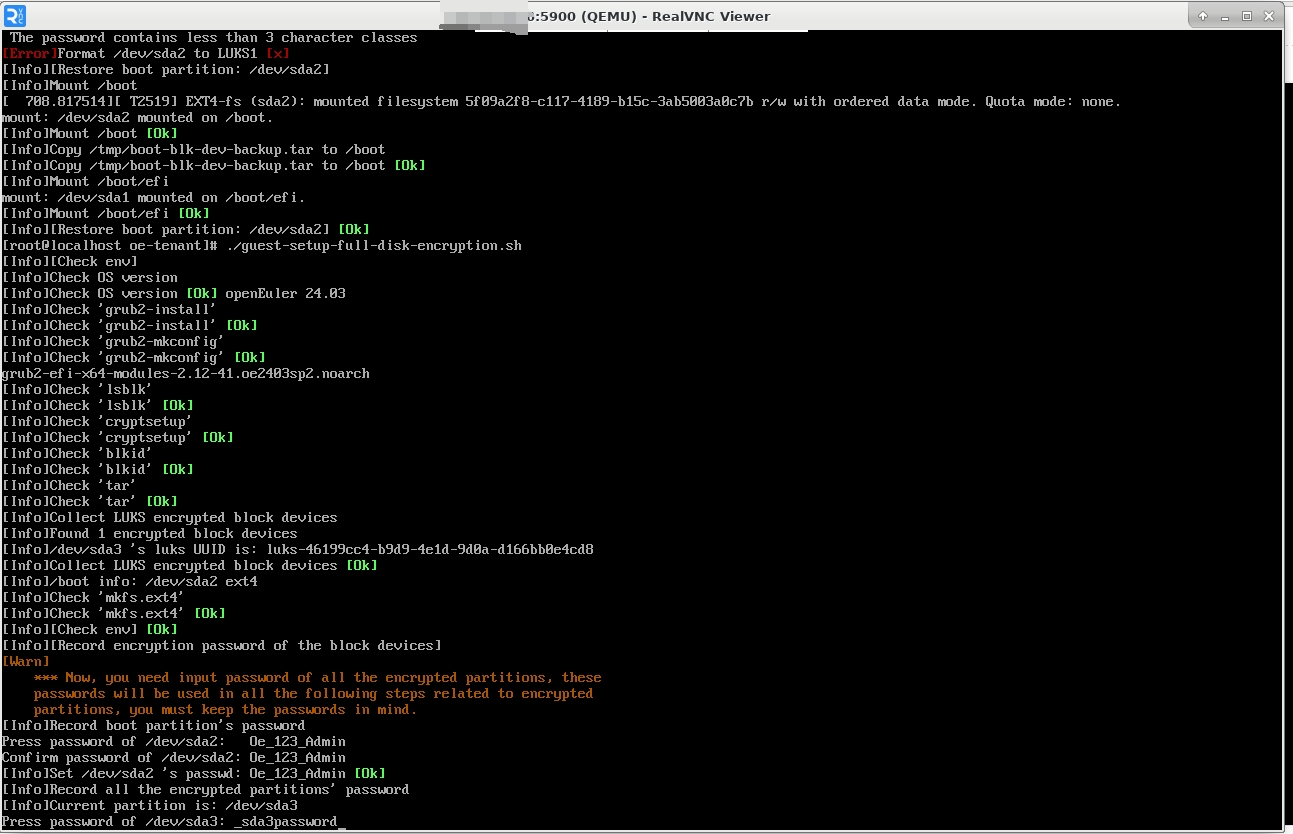 6:5900 (QEMU) - RealVNC Viewer
The password contains less than 3 character classes
[Error]Format /dev/sda2 to LUKS1 [x]
[Info][Restore boot partition: /dev/sda2]
[Info]Mount /boot
[  708.817514][ T2519] EXT4-fs (sda2): mounted filesystem 5f09a2f8-c117-4189-b15c-3ab5003a0c7b r/w with ordered data mode. Quota mode: none.
mount: /dev/sda2 mounted on /boot.
[Info]Mount /boot [Ok]
[Info]Copy /tmp/boot-blk-dev-backup.tar to /boot
[Info]Copy /tmp/boot-blk-dev-backup.tar to /boot [Ok]
[Info]Mount /boot/efi
mount: /dev/sda1 mounted on /boot/efi.
[Info]Mount /boot/efi [Ok]
[Info][Restore boot partition: /dev/sda2] [Ok]
[root@localhost oe-tenant]# ./guest-setup-full-disk-encryption.sh
[Info][Check env]
[Info]Check OS version
[Info]Check OS version [Ok] openEuler 24.03
[Info]Check 'grub2-install'
[Info]Check 'grub2-install' [Ok]
[Info]Check 'grub2-mkconfig'
[Info]Check 'grub2-mkconfig' [Ok]
grub2-efi-x64-modules-2.12-41.oe2403sp2.noarch
[Info]Check 'lsblk'
[Info]Check 'lsblk' [Ok]
[Info]Check 'cryptsetup'
[Info]Check 'cryptsetup' [Ok]
[Info]Check 'blkid'
[Info]Check 'blkid' [Ok]
[Info]Check 'tar'
[Info]Check 'tar' [Ok]
[Info]Collect LUKS encrypted block devices
[Info]Found 1 encrypted block devices
[Info]/dev/sda3 's luks UUID is: luks-46199cc4-b9d9-4e1d-9d0a-d166bb0e4cd8
[Info]Collect LUKS encrypted block devices [Ok]
[Info]/boot info: /dev/sda2 ext4
[Info]Check 'mkfs.ext4'
[Info]Check 'mkfs.ext4' [Ok]
[Info][Check env] [Ok]
[Info][Record encryption password of the block devices]
[Warn]
    *** Now, you need input password of all the encrypted partitions, these
    passwords will be used in all the following steps related to encrypted
    partitions, you must keep the passwords in mind.
[Info]Record boot partition's password
Press password of /dev/sda2:   Oe_123_Admin
Confirm password of /dev/sda2: Oe_123_Admin
[Info]Set /dev/sda2 's passwd: Oe_123_Admin [Ok]
[Info]Record all the encrypted partitions' password
[Info]Current partition is: /dev/sda3
Press password of /dev/sda3: _sda3password_